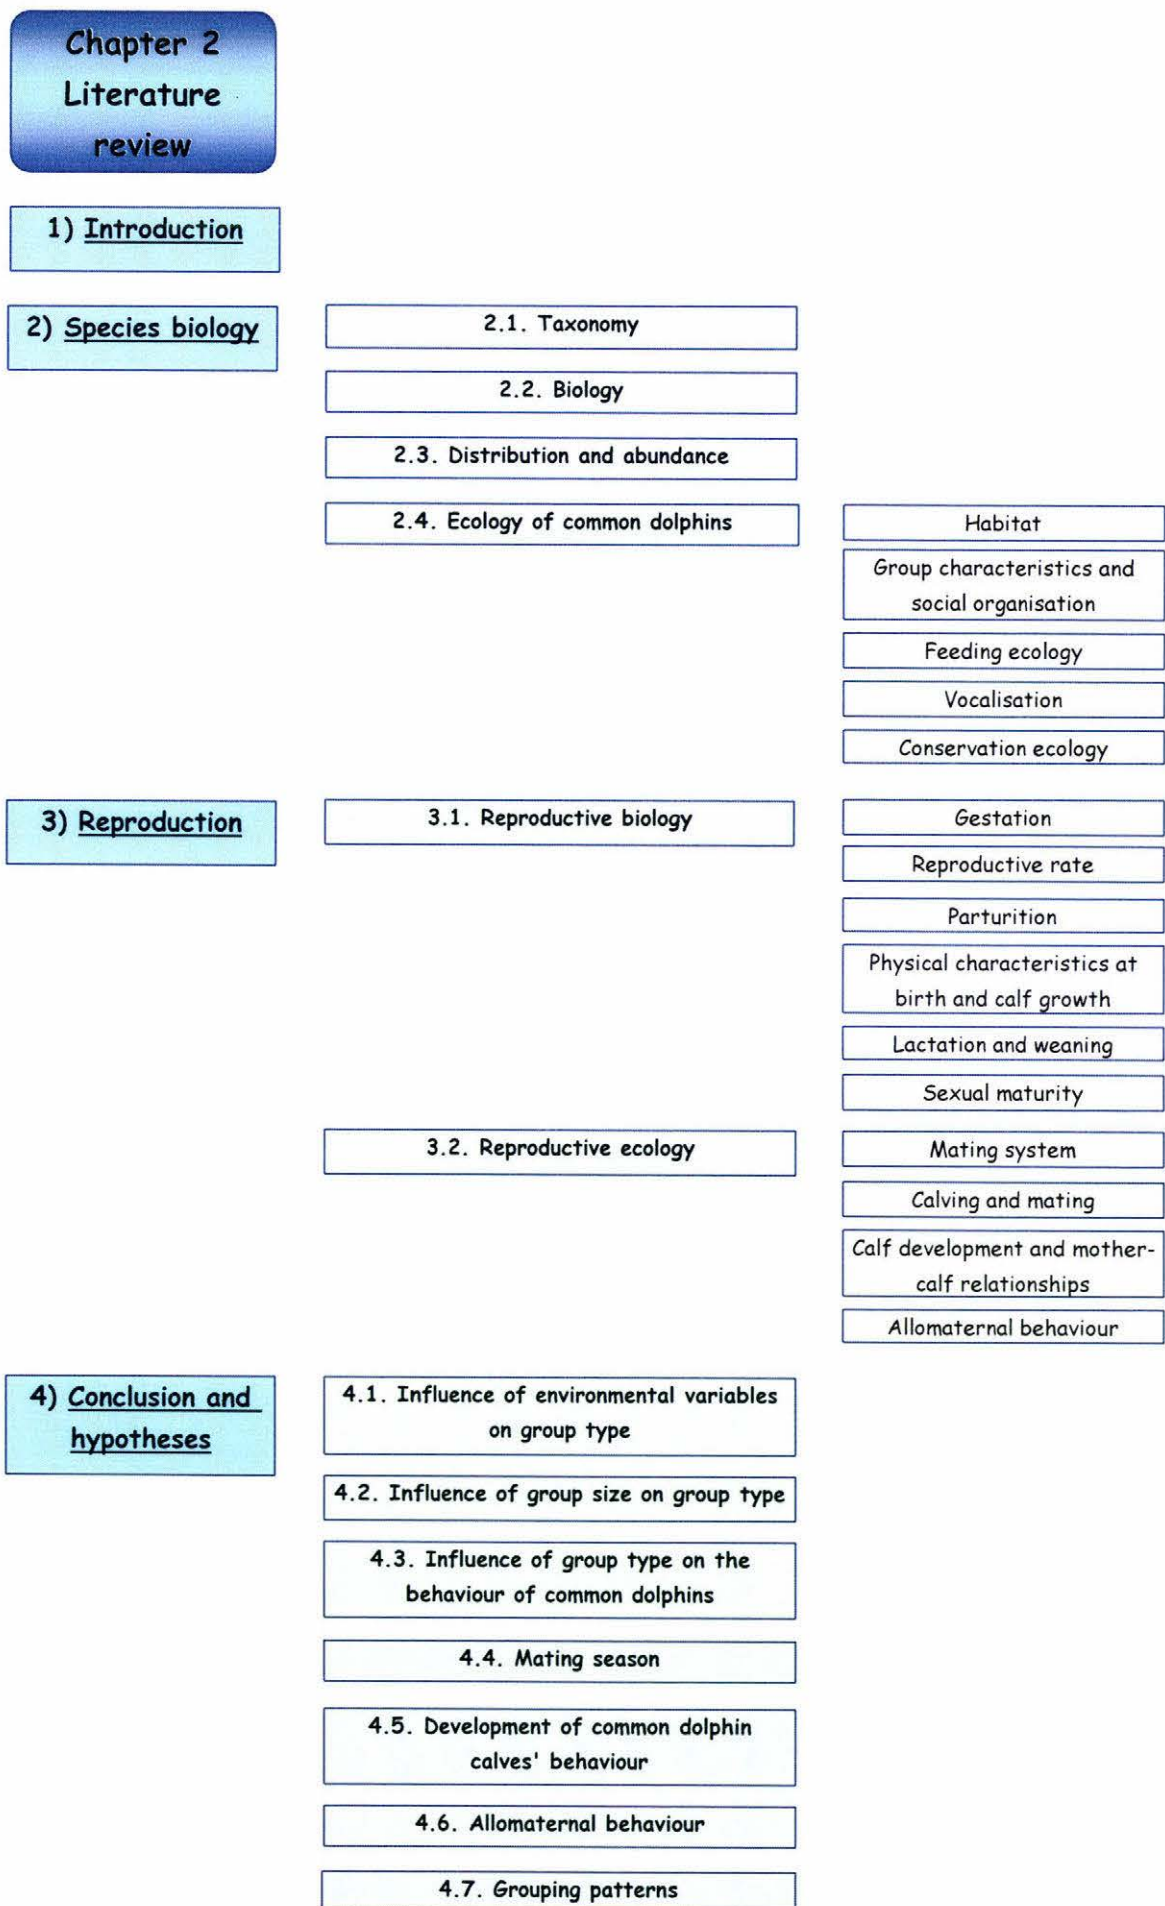 Chapter 2
Literature
review
1) Introduction
2) Species biology
2.1. Taxonomy
2.2. Biology
2.3. Distribution and abundance
2.4. Ecology of common dolphins
Habitat
Group characteristics and
social organisation
Feeding ecology
Vocalisation
Conservation ecology
3) Reproduction
3.1. Reproductive biology
Gestation
Reproductive rate
Parturition
Physical characteristics at
birth and calf growth
Lactation and weaning
Sexual maturity
3.2. Reproductive ecology
Mating system
Calving and mating
Calf development and mother-
calf relationships
Allomaternal behaviour
4) Conclusion and
hypotheses
4.1. Influence of environmental variables
on group type
4.2. Influence of group size on group type
4.3. Influence of group type on the
behaviour of common dolphins
4.4. Mating season
4.5. Development of common dolphin
calves' behaviour
4.6. Allomaternal behaviour
4.7. Grouping patterns